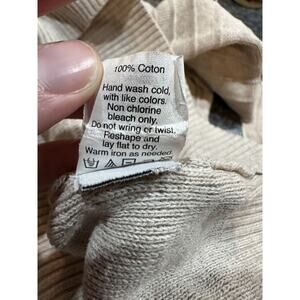 100% Coton
Hand wash cold,
with like colors.
Non chlorine
bleach only.
Do not wring or twist.
Reshape and
lay flat to dry.
Warm iron as needed.